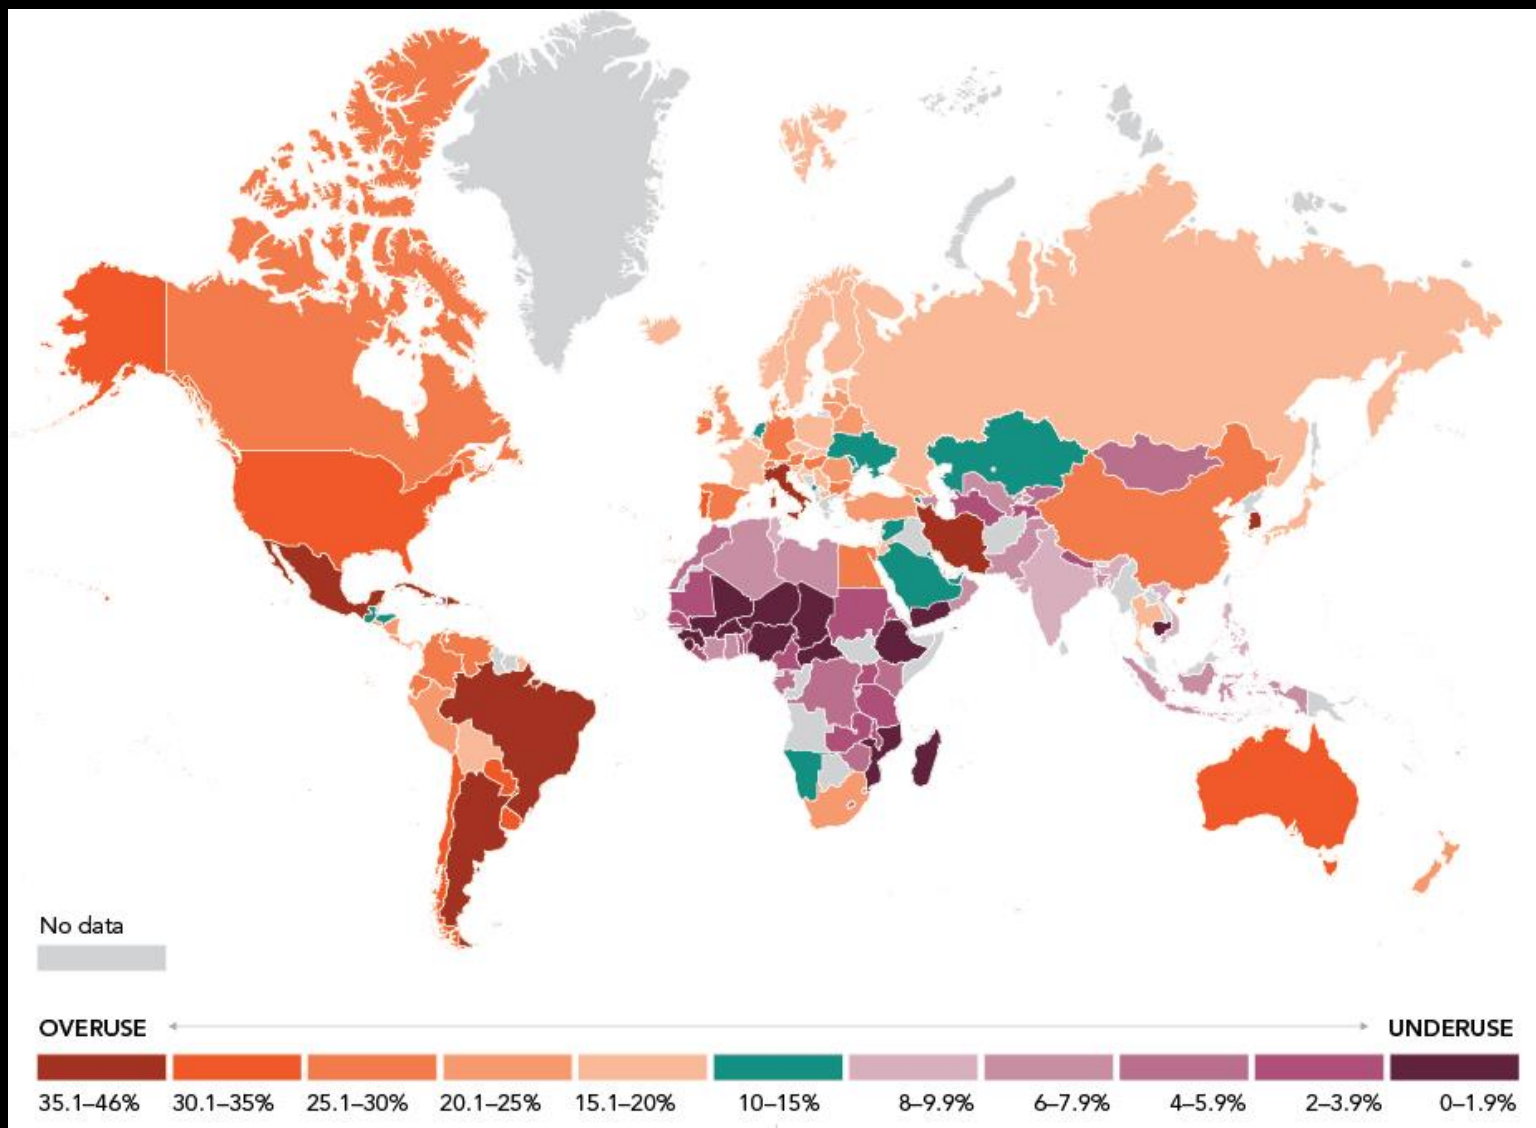 No data
OVERUSE UNDERUSE
35.1–46% 30.1–35% 25.1–30% 20.1–25% 15.1–20% 10–15% 8–9.9% 6–7.9% 4–5.9% 2–3.9% 0–1.9%